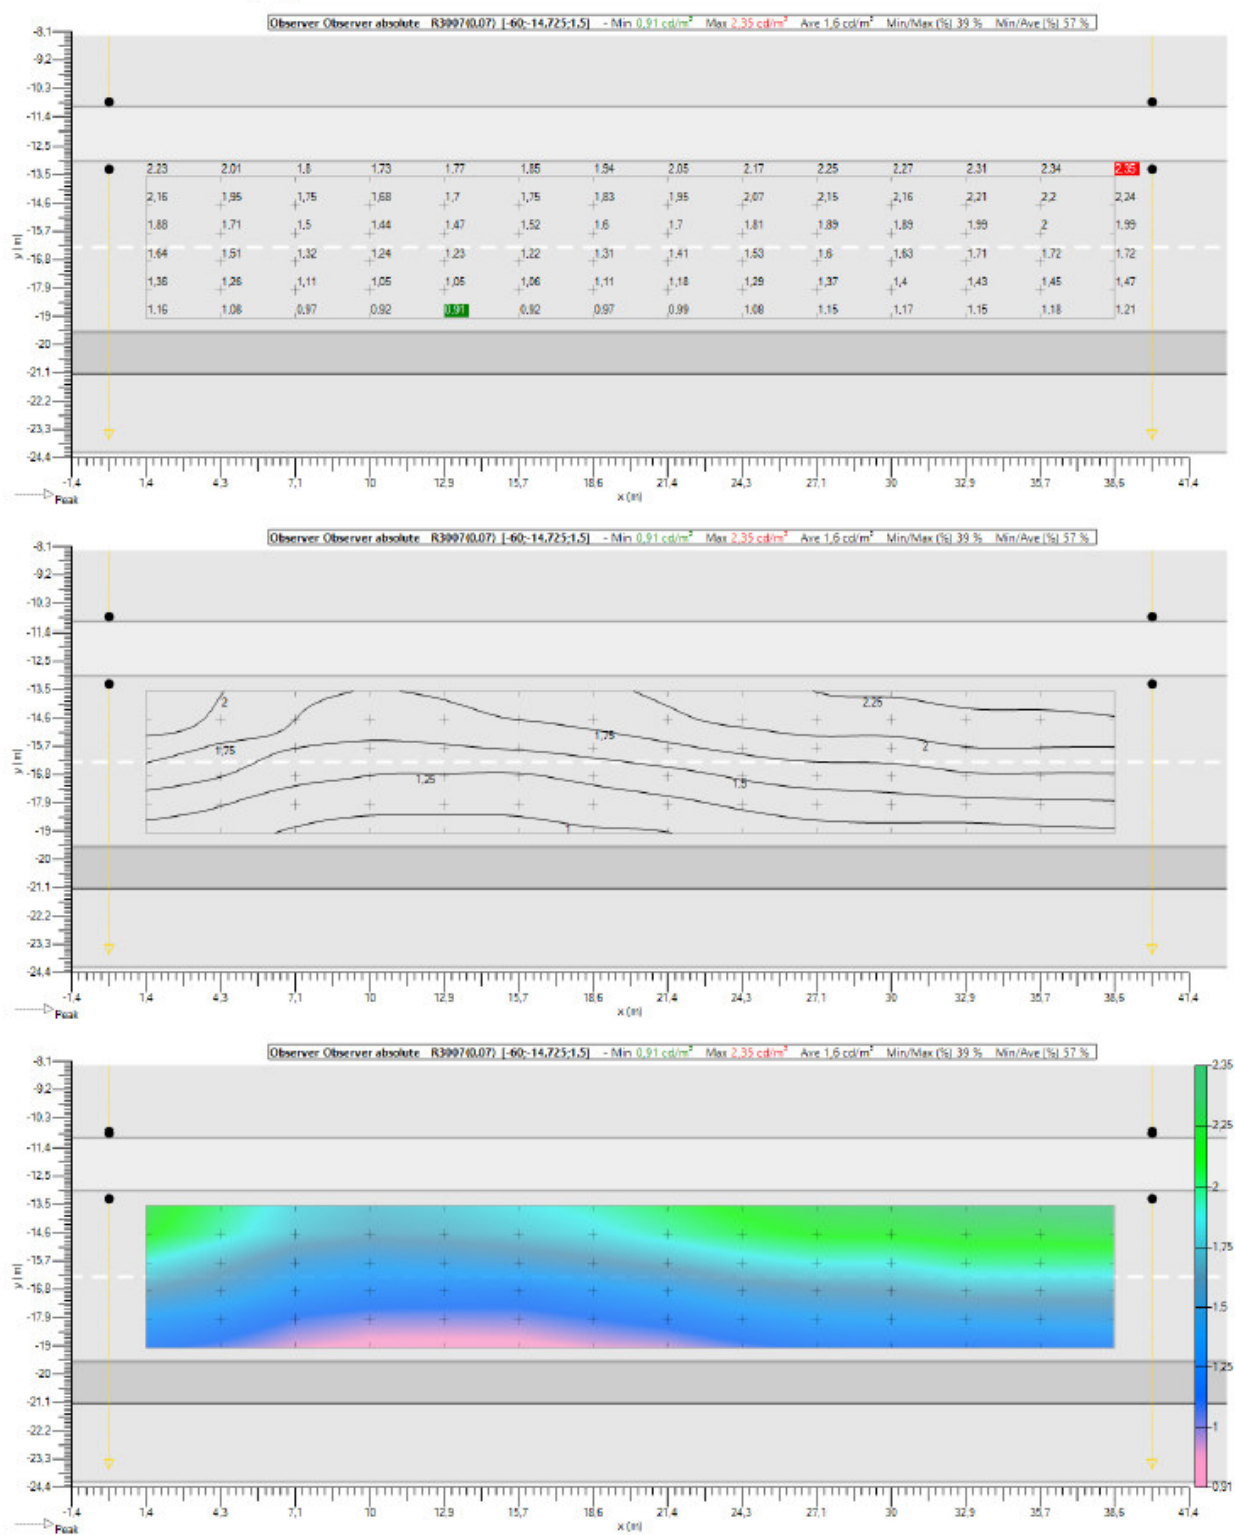 Observer Observer absolute R3007(0,07) [-60;-14,725;1,5] - Min 0,91 cd/m² Max 2,35 cd/m² Ave 1,6 cd/m² Min/Max (%) 39 % Min/Ave (%) 57 %
-8.1
-9.2
-10.3
-11.4
-12.5
2.23 2.01 1.8 1.73 1.77 1.85 1.94 2.05 2.17 2.25 2.27 2.31 2.34 2.35
-13.5
2,16 1,95 1,75 1,68 1,7 1,75 1,83 1,95 2,07 2,15 2,16 2,21 2,2 2,24
-14.6
1.88 1.71 1.5 1.44 1.47 1.52 1.6 1.7 1.81 1.89 1.89 1.99 2 1.99
-15.7
y (m)
1.64 1.51 1.32 1.24 1.23 1.22 1.31 1.41 1.53 1.6 1.63 1.71 1.72 1.72
-16.8
1,36 1,26 1,11 1,05 1,05 1,06 1,11 1,18 1,29 1,37 1,4 1,43 1,45 1,47
-17.9
1.16 1.08 0.97 0.92 0.91 0.92 0.97 0.99 1.08 1.15 1.17 1.15 1.18 1.21
-19
-20
-21.1
-22.2
-23.3
-24.4
-1,4 1,4 4,3 7,1 10 12,9 15,7 18,6 21,4 24,3 27,1 30 32,9 35,7 38,6 41,4
x (m)
Peak
Observer Observer absolute R3007(0,07) [-60;-14,725;1,5] - Min 0,91 cd/m² Max 2,35 cd/m² Ave 1,6 cd/m² Min/Max (%) 39 % Min/Ave (%) 57 %
-8.1
-9.2
-10.3
-11.4
-12.5
-13.5
2 2,25
-14.6
1,75
-15.7
1,75 2
y (m)
-16.8
1,25 1.5
-17.9
-19
1
-20
-21.1
-22.2
-23.3
-24.4
-1,4 1,4 4,3 7,1 10 12,9 15,7 18,6 21,4 24,3 27,1 30 32,9 35,7 38,6 41,4
x (m)
Peak
Observer Observer absolute R3007(0,07) [-60;-14,725;1,5] - Min 0,91 cd/m² Max 2,35 cd/m² Ave 1,6 cd/m² Min/Max (%) 39 % Min/Ave (%) 57 %
-8.1
2,35
-9.2
-10.3
2,25
-11.4
-12.5
2
-13.5
-14.6
1,75
-15.7
y (m)
-16.8
1,5
-17.9
-19
1,25
-20
-21.1
1
-22.2
-23.3
-24.4
0,91
-1,4 1,4 4,3 7,1 10 12,9 15,7 18,6 21,4 24,3 27,1 30 32,9 35,7 38,6 41,4
x (m)
Peak